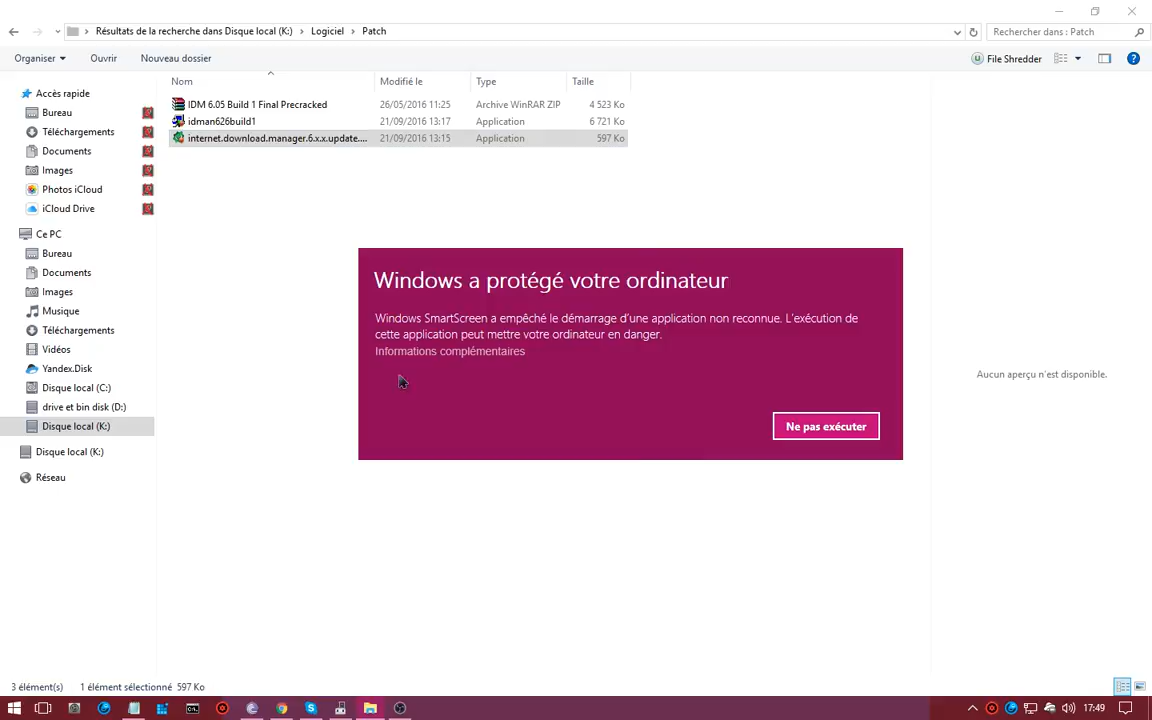 Résultats de la recherche dans Disque local (K:) > Logiciel > Patch
Rechercher dans : Patch
Organiser
Ouvrir
Nouveau dossier
File Shredder
Nom
Modifié le
Type
Taille
IDM 6.05 Build 1 Final Precracked 26/05/2016 11:25 Archive WinRAR ZIP 4 523 Ko
idman626build1 21/09/2016 13:17 Application 6 721 Ko
internet.download.manager.6.x.x.update.... 21/09/2016 13:15 Application 597 Ko
Accès rapide
Bureau
Téléchargements
Documents
Images
Photos iCloud
iCloud Drive
Ce PC
Bureau
Documents
Images
Musique
Téléchargements
Vidéos
Yandex.Disk
Disque local (C:)
drive et bin disk (D:)
Disque local (K:)
Disque local (K:)
Réseau
Windows a protégé votre ordinateur
Windows SmartScreen a empêché le démarrage d'une application non reconnue. L'exécution de
cette application peut mettre votre ordinateur en danger.
Informations complémentaires
Ne pas exécuter
Aucun aperçu n'est disponible.
3 élément(s) 1 élément sélectionné 597 Ko
17:49